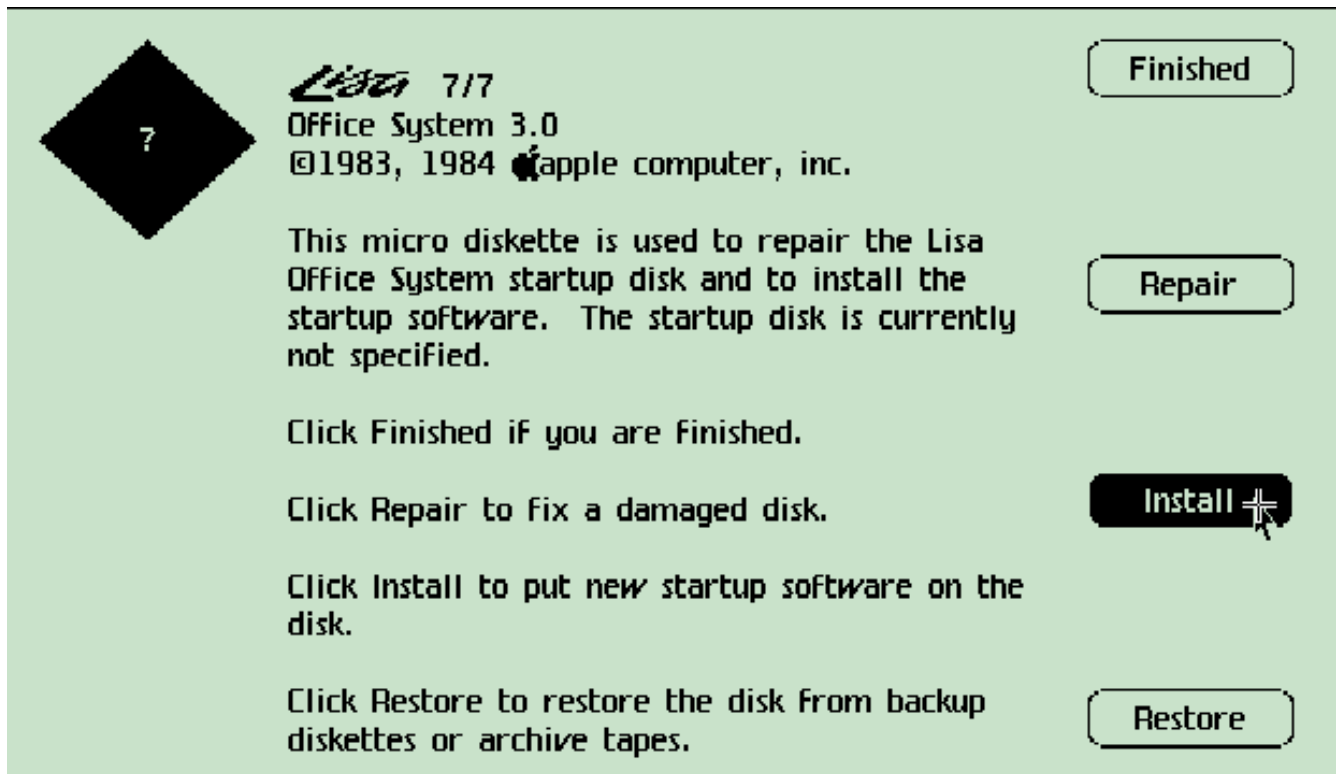 ?
Lisa 7/7
Office System 3.0
©1983, 1984 apple computer, inc.
This micro diskette is used to repair the Lisa
Office System startup disk and to install the
startup software. The startup disk is currently
not specified.
Click Finished if you are finished.
Click Repair to fix a damaged disk.
Click Install to put new startup software on the
disk.
Click Restore to restore the disk from backup
diskettes or archive tapes.
Finished
Repair
Install
Restore